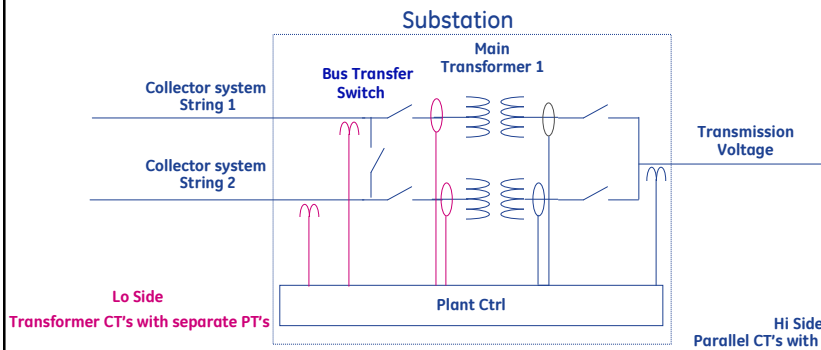 Substation
Main
Transformer 1
Bus Transfer
Switch
Collector system
String 1
Transmission
Voltage
Collector system
String 2
Plant Ctrl
Lo Side
Transformer CT's with separate PT's
Hi Side
Parallel CT's with